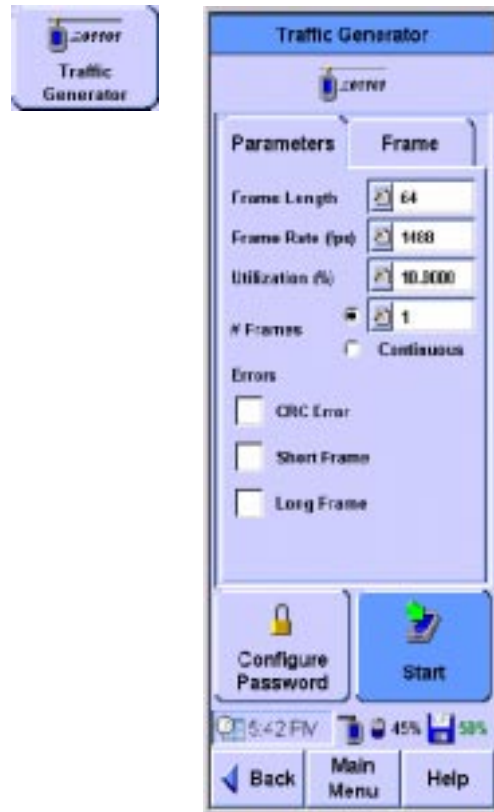 error
Traffic
Generator
Traffic Generator
error
Parameters Frame
Frame Length 64
Frame Rate (fps) 1488
Utilization (%) 10.0000
# Frames 1
Continuous
Errors
CRC Error
Short Frame
Long Frame
Configure
Password
Start
5:42 PM 45% 58%
Back
Main
Menu
Help